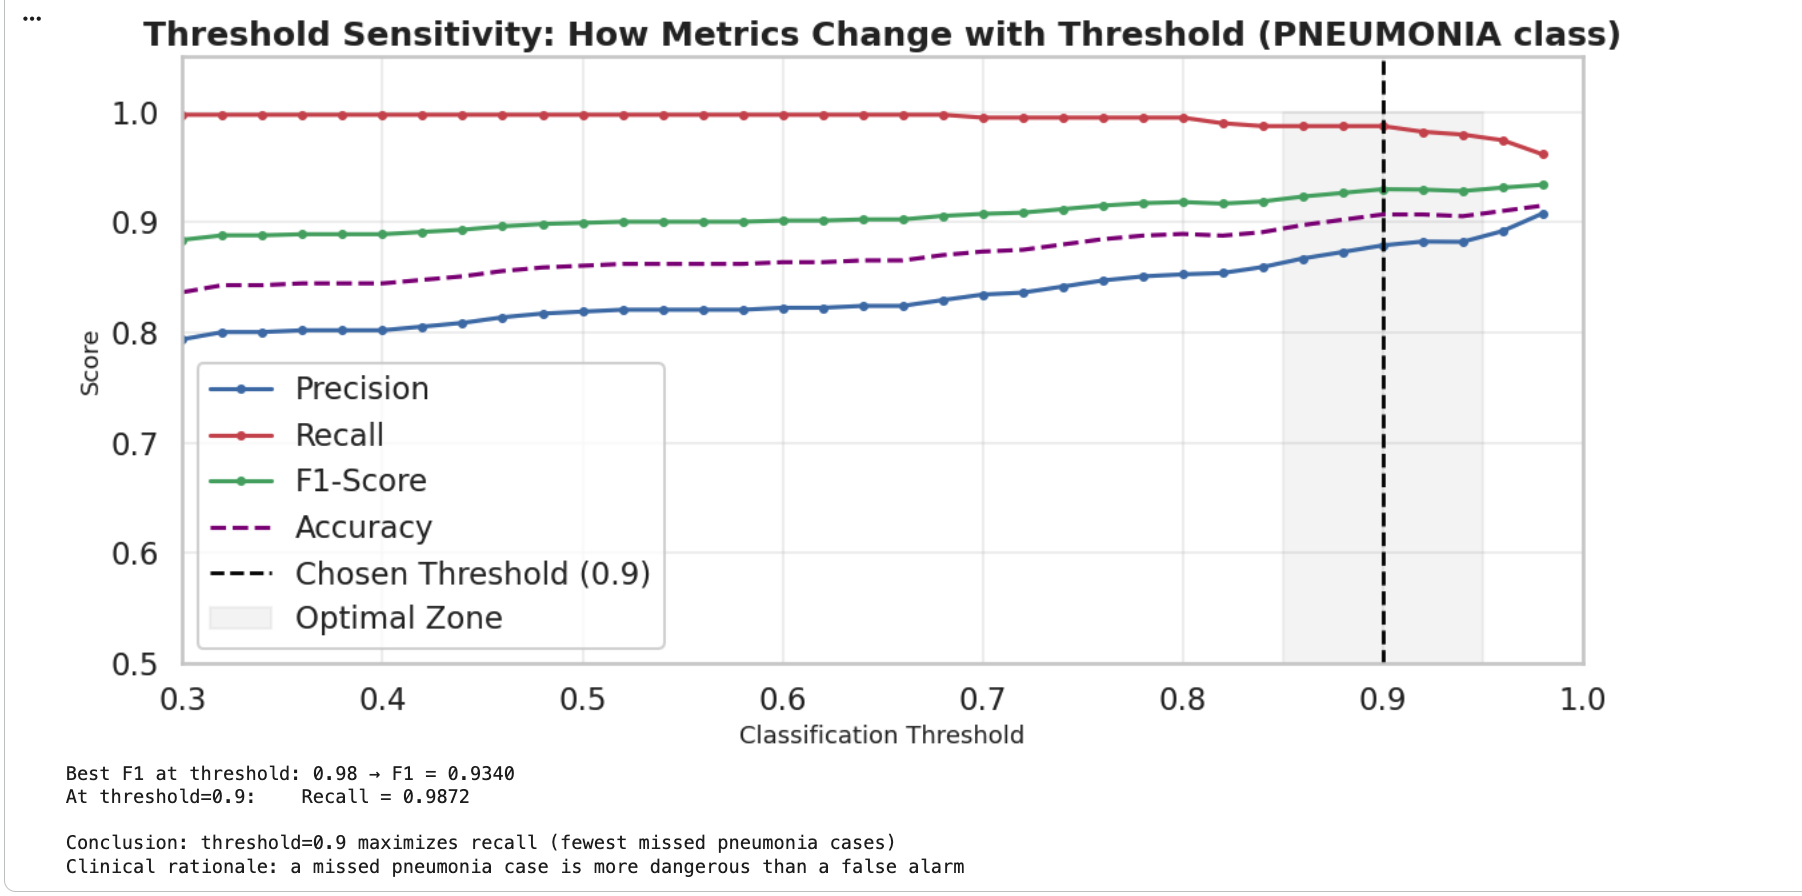 ...
Threshold Sensitivity: How Metrics Change with Threshold (PNEUMONIA class)
1.0
0.9
0.8
0.7
0.6
0.5
Score
Precision
Recall
F1-Score
Accuracy
Chosen Threshold (0.9)
Optimal Zone
0.3 0.4 0.5 0.6 0.7 0.8 0.9 1.0
Classification Threshold
Best F1 at threshold: 0.98 → F1 = 0.9340
At threshold=0.9:    Recall = 0.9872
Conclusion: threshold=0.9 maximizes recall (fewest missed pneumonia cases)
Clinical rationale: a missed pneumonia case is more dangerous than a false alarm